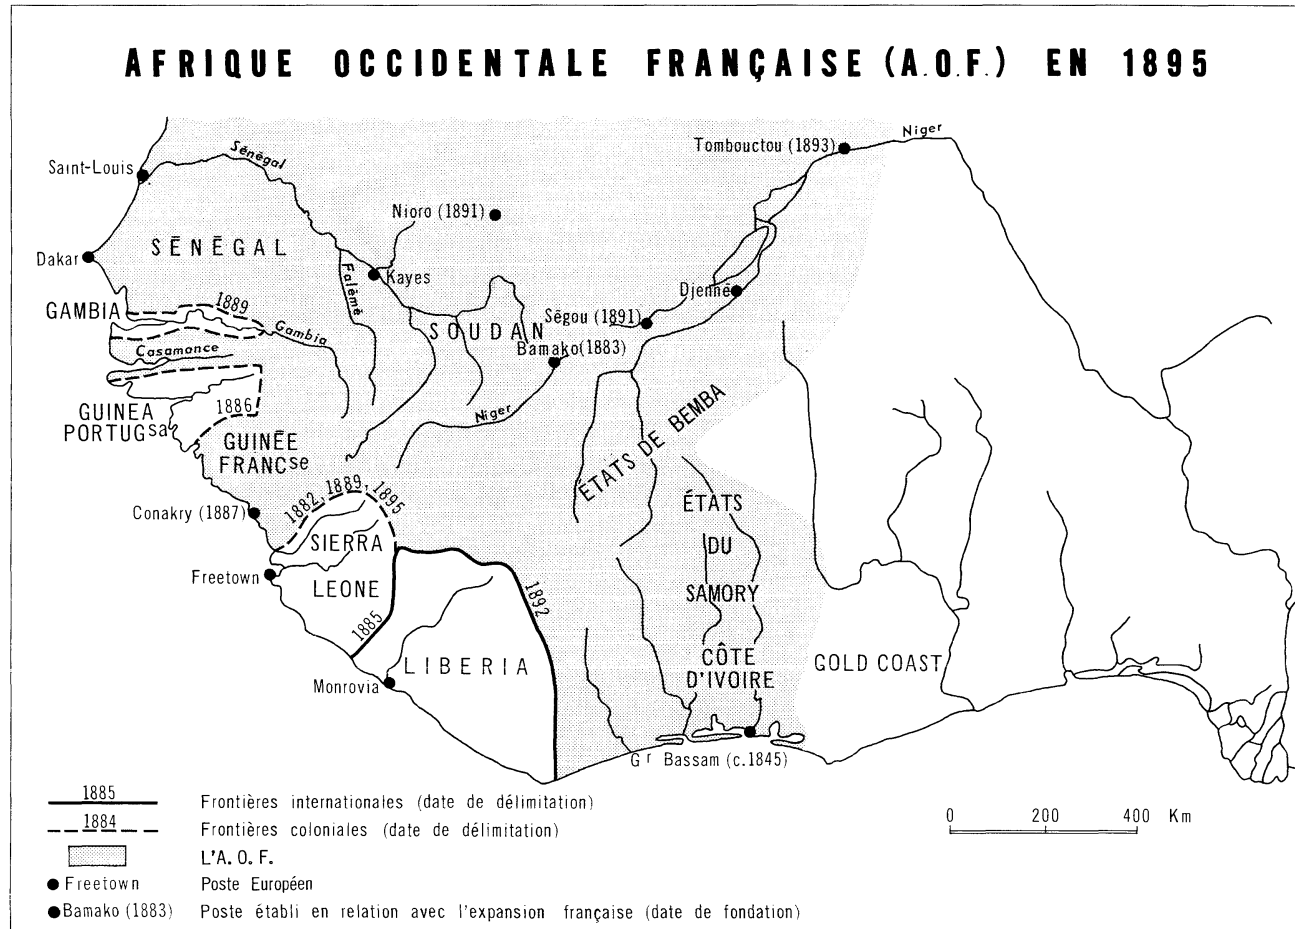 AFRIQUE OCCIDENTALE FRANÇAISE (A.O.F.) EN 1895
Niger
Tombouctou (1893)
Sénégal
Saint-Louis
Nioro (1891)
SĒNĒGAL
Dakar
Kayes
Falémé
Djenné
GAMBIA
1889
Gambia
Ségou (1891)
SOUDAN
Bamako (1883)
Casamonce
GUINEA
PORTUGsa
1886
Niger
ÉTATS DE BEMBA
GUINĒE
FRANCse
1882, 1889, 1895
ÉTATS
DU
SAMORY
Conakry (1887)
SIERRA
LEONE
Freetown
1885
1892
CÔTE
D'IVOIRE
GOLD COAST
LIBERIA
Monrovia
Gr Bassam (c.1845)
1885
Frontières internationales (date de délimitation)
1884
Frontières coloniales (date de délimitation)
L'A.O.F.
Freetown
Poste Européen
Bamako (1883)
Poste établi en relation avec l'expansion française (date de fondation)
0 200 400 Km